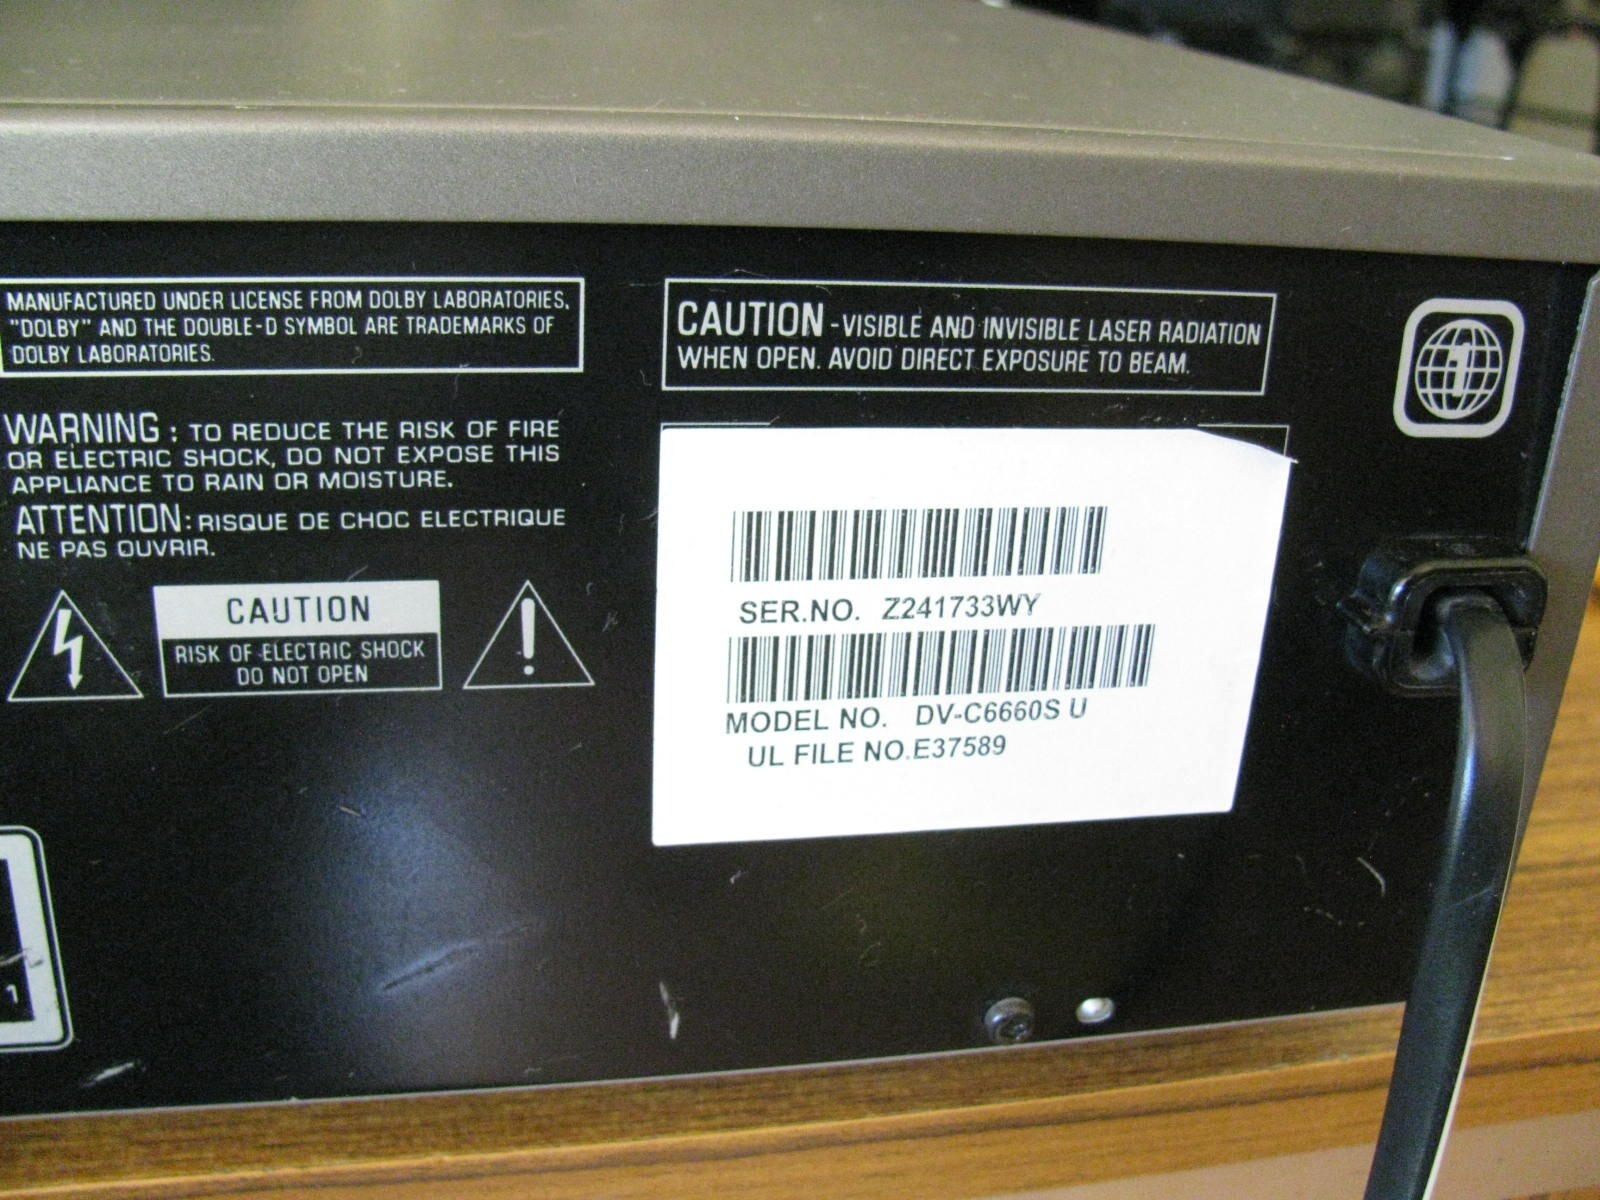 MANUFACTURED UNDER LICENSE FROM DOLBY LABORATORIES.
"DOLBY" AND THE DOUBLE-D SYMBOL ARE TRADEMARKS OF
DOLBY LABORATORIES.
WARNING : TO REDUCE THE RISK OF FIRE
OR ELECTRIC SHOCK, DO NOT EXPOSE THIS
APPLIANCE TO RAIN OR MOISTURE.
ATTENTION: RISQUE DE CHOC ELECTRIQUE
NE PAS OUVRIR.
CAUTION
RISK OF ELECTRIC SHOCK
DO NOT OPEN
1
CAUTION - VISIBLE AND INVISIBLE LASER RADIATION
WHEN OPEN. AVOID DIRECT EXPOSURE TO BEAM.
1
SER.NO. Z241733WY
MODEL NO. DV-C6660S U
UL FILE NO.E37589